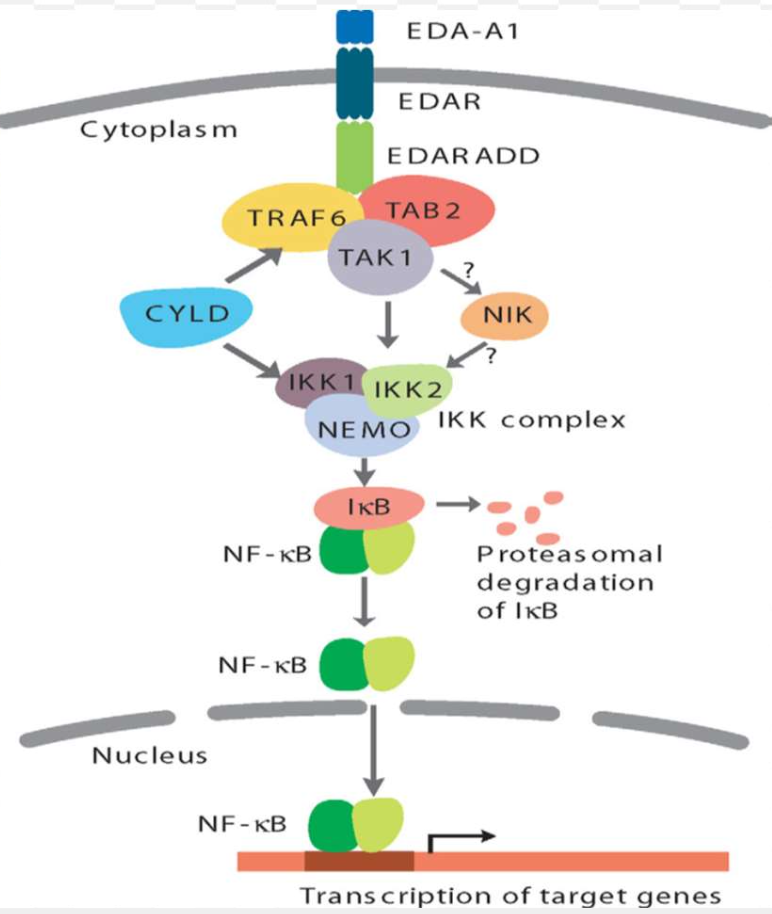 EDA-A1
EDAR
Cytoplasm
EDARADD
TRAF6
TAB2
TAK1
?
CYLD
NIK
?
IKK1
IKK2
NEMO
IKK complex
IκB
NF-κB
Proteasomal
degradation
of IκB
NF-κB
Nucleus
NF-κB
Transcription of target genes